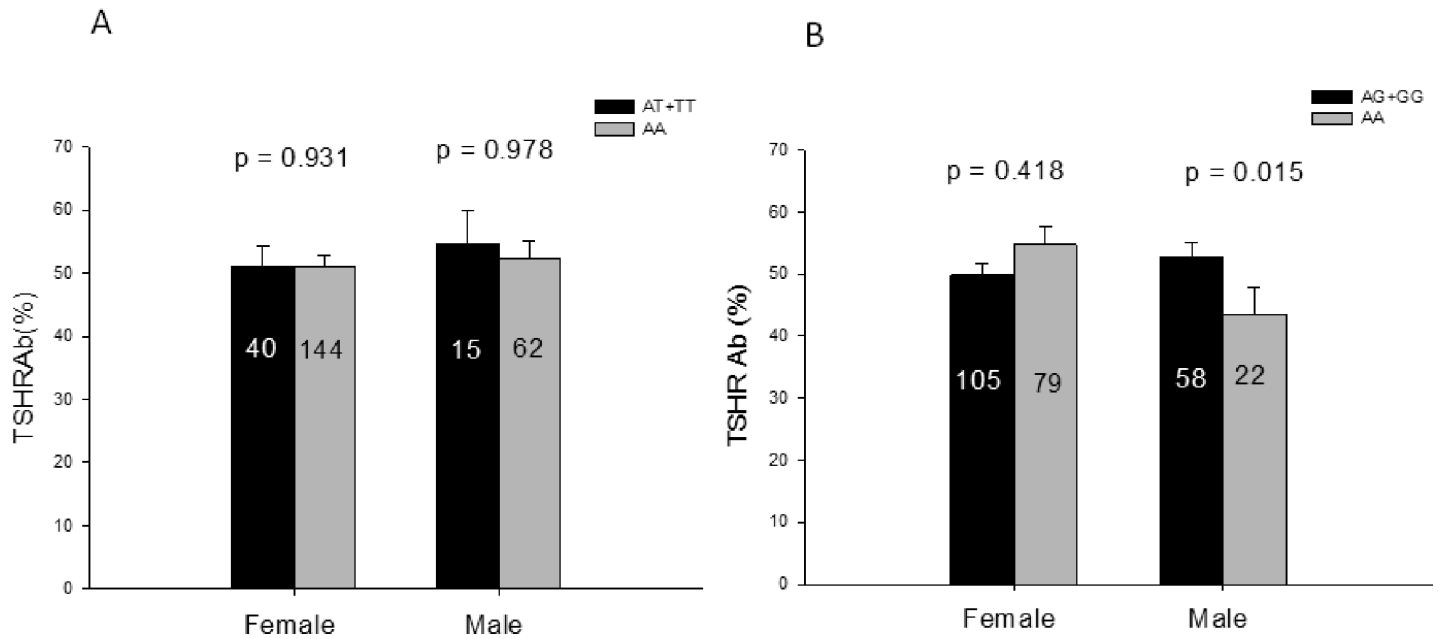 A
AT+TT
AA
p = 0.931
p = 0.978
70
60
50
40
30
20
10
0
TSHRAb(%)
40
144
15
62
Female
Male
B
AG+GG
AA
p = 0.418
p = 0.015
70
60
50
40
30
20
10
0
TSHR Ab (%)
105
79
58
22
Female
Male